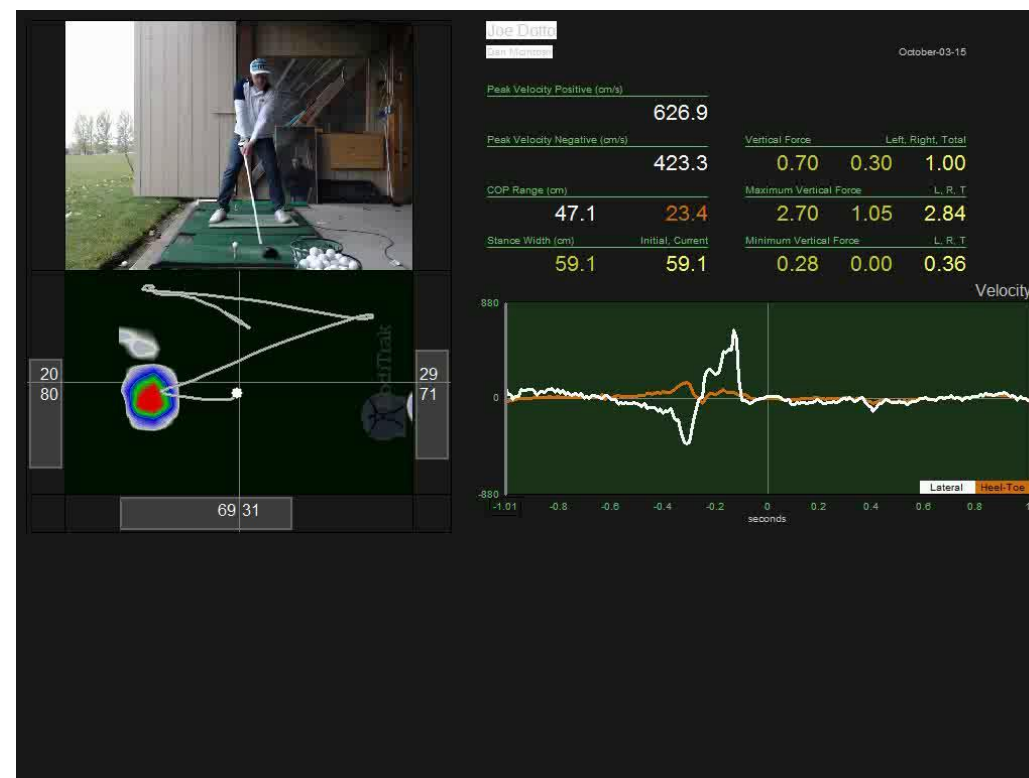 Joe Dotto
October-03-15
Peak Velocity Positive (cm/s)
626.9
Peak Velocity Negative (cm/s)
423.3
Vertical Force Left, Right, Total
0.70 0.30 1.00
COP Range (cm)
47.1 23.4
Maximum Vertical Force L, R, T
2.70 1.05 2.84
Stance Width (cm) Initial, Current
59.1 59.1
Minimum Vertical Force L, R, T
0.28 0.00 0.36
20
80
29
71
69 31
Velocity
880
0
-880
Lateral Heel-Toe
-1.01 -0.8 -0.6 -0.4 -0.2 0 0.2 0.4 0.6 0.8 1
seconds